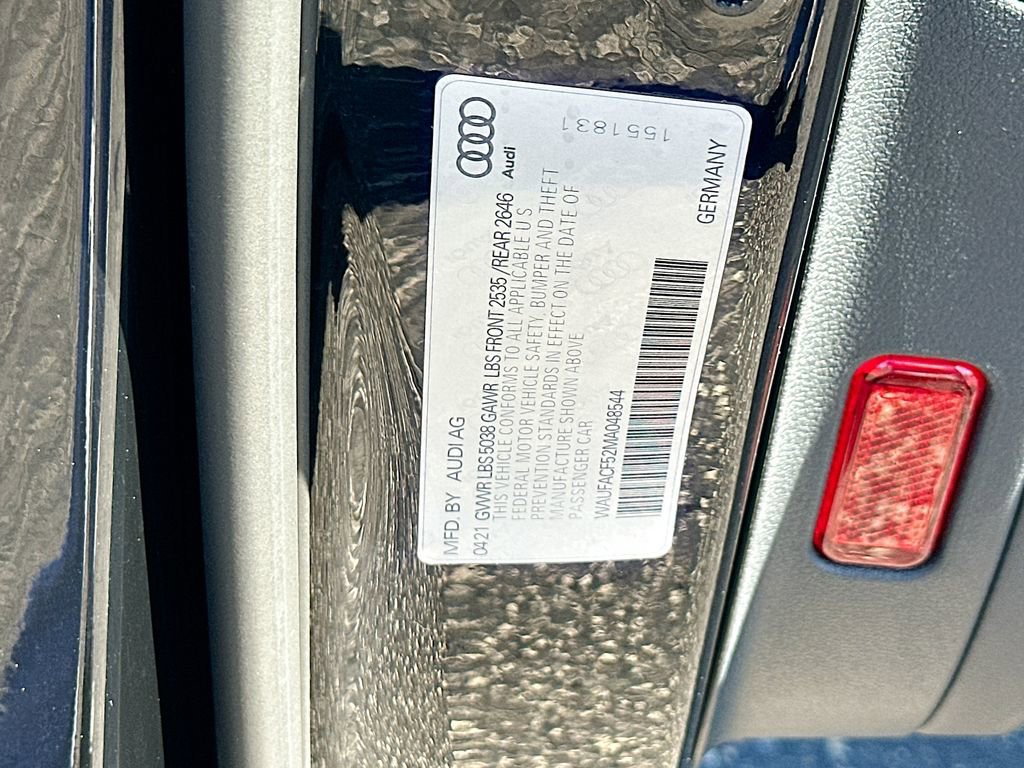 Audi
1551831
MFD. BY AUDI AG
0421 GVWR LBS 5038 GAWR LBS FRONT 2535 / REAR 2646
THIS VEHICLE CONFORMS TO ALL APPLICABLE U S
FEDERAL MOTOR VEHICLE SAFETY, BUMPER AND THEFT
PREVENTION STANDARDS IN EFFECT ON THE DATE OF
MANUFACTURE SHOWN ABOVE
PASSENGER CAR
WAUFACF52MA048544
GERMANY